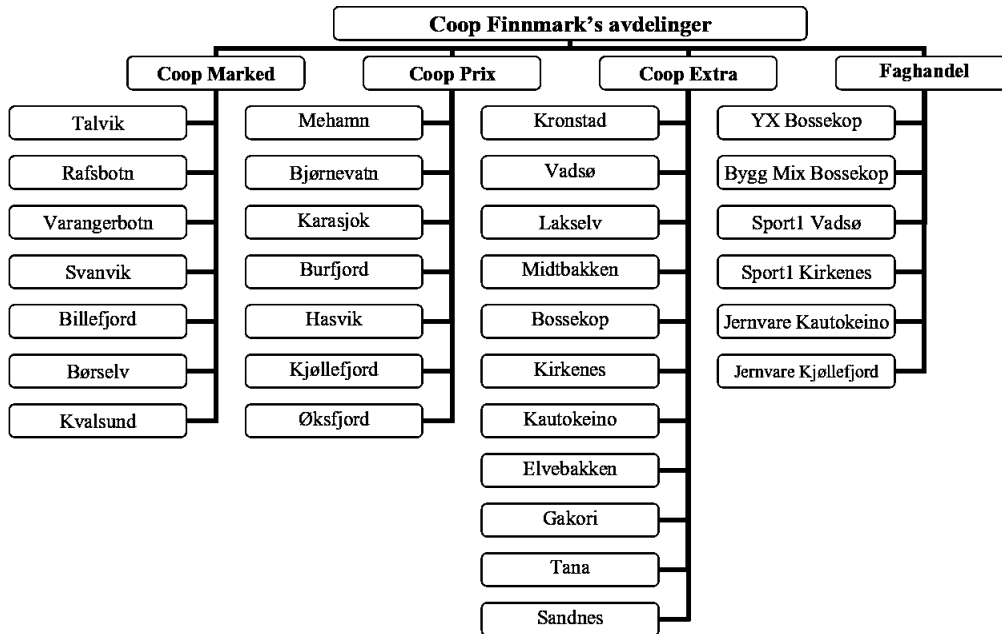 Coop Finnmark's avdelinger
Coop Marked
Talvik
Rafsbotn
Varangerbotn
Svanvik
Billefjord
Børselv
Kvalsund
Coop Prix
Mehamn
Bjørnevatn
Karasjok
Burfjord
Hasvik
Kjøllefjord
Øksfjord
Coop Extra
Kronstad
Vadsø
Lakselv
Midtbakken
Bossekop
Kirkenes
Kautokeino
Elvebakken
Gakori
Tana
Sandnes
Faghandel
YX Bossekop
Bygg Mix Bossekop
Sport1 Vadsø
Sport1 Kirkenes
Jernvare Kautokeino
Jernvare Kjøllefjord